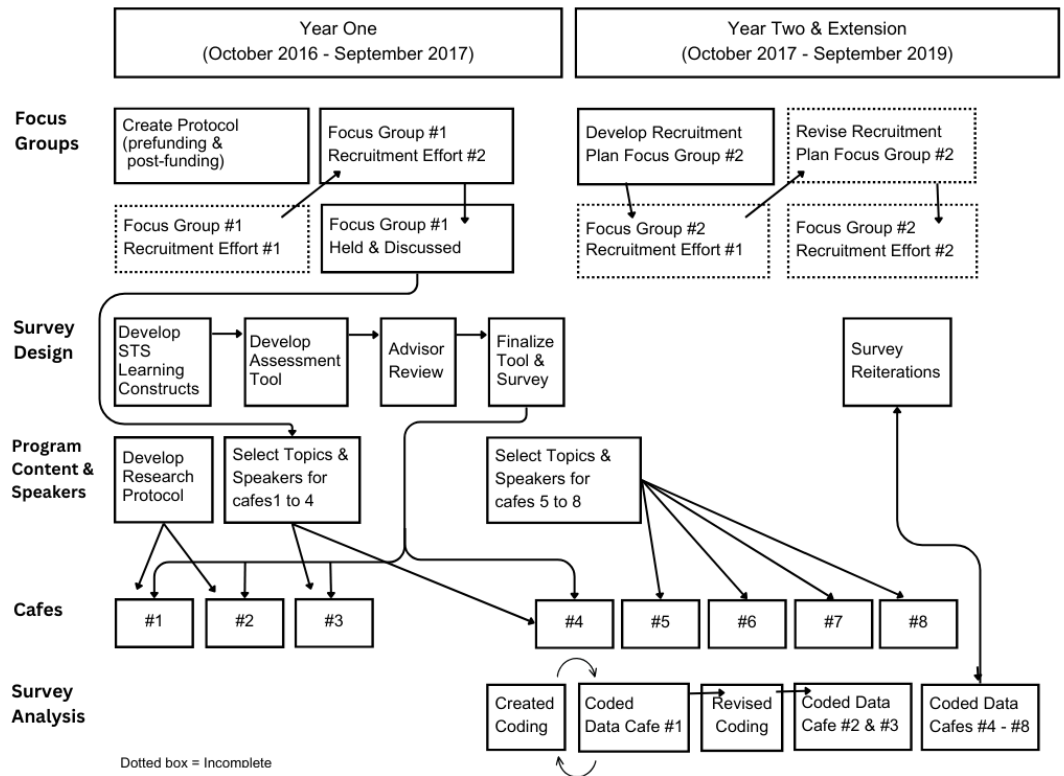 Year One
(October 2016 - September 2017)
Year Two & Extension
(October 2017 - September 2019)
Focus
Groups
Create Protocol
(prefunding &
post-funding)
Focus Group #1
Recruitment Effort #2
Develop Recruitment
Plan Focus Group #2
Revise Recruitment
Plan Focus Group #2
Focus Group #1
Recruitment Effort #1
Focus Group #1
Held & Discussed
Focus Group #2
Recruitment Effort #1
Focus Group #2
Recruitment Effort #2
Survey
Design
Develop
STS
Learning
Constructs
Develop
Assessment
Tool
Advisor
Review
Finalize
Tool &
Survey
Survey
Reiterations
Program
Content &
Speakers
Develop
Research
Protocol
Select Topics &
Speakers for
cafes1 to 4
Select Topics &
Speakers for
cafes 5 to 8
Cafes
#1
#2
#3
#4
#5
#6
#7
#8
Survey
Analysis
Created
Coding
Coded
Data Cafe #1
Revised
Coding
Coded Data
Cafe #2 & #3
Coded Data
Cafes #4 - #8
Dotted box = Incomplete